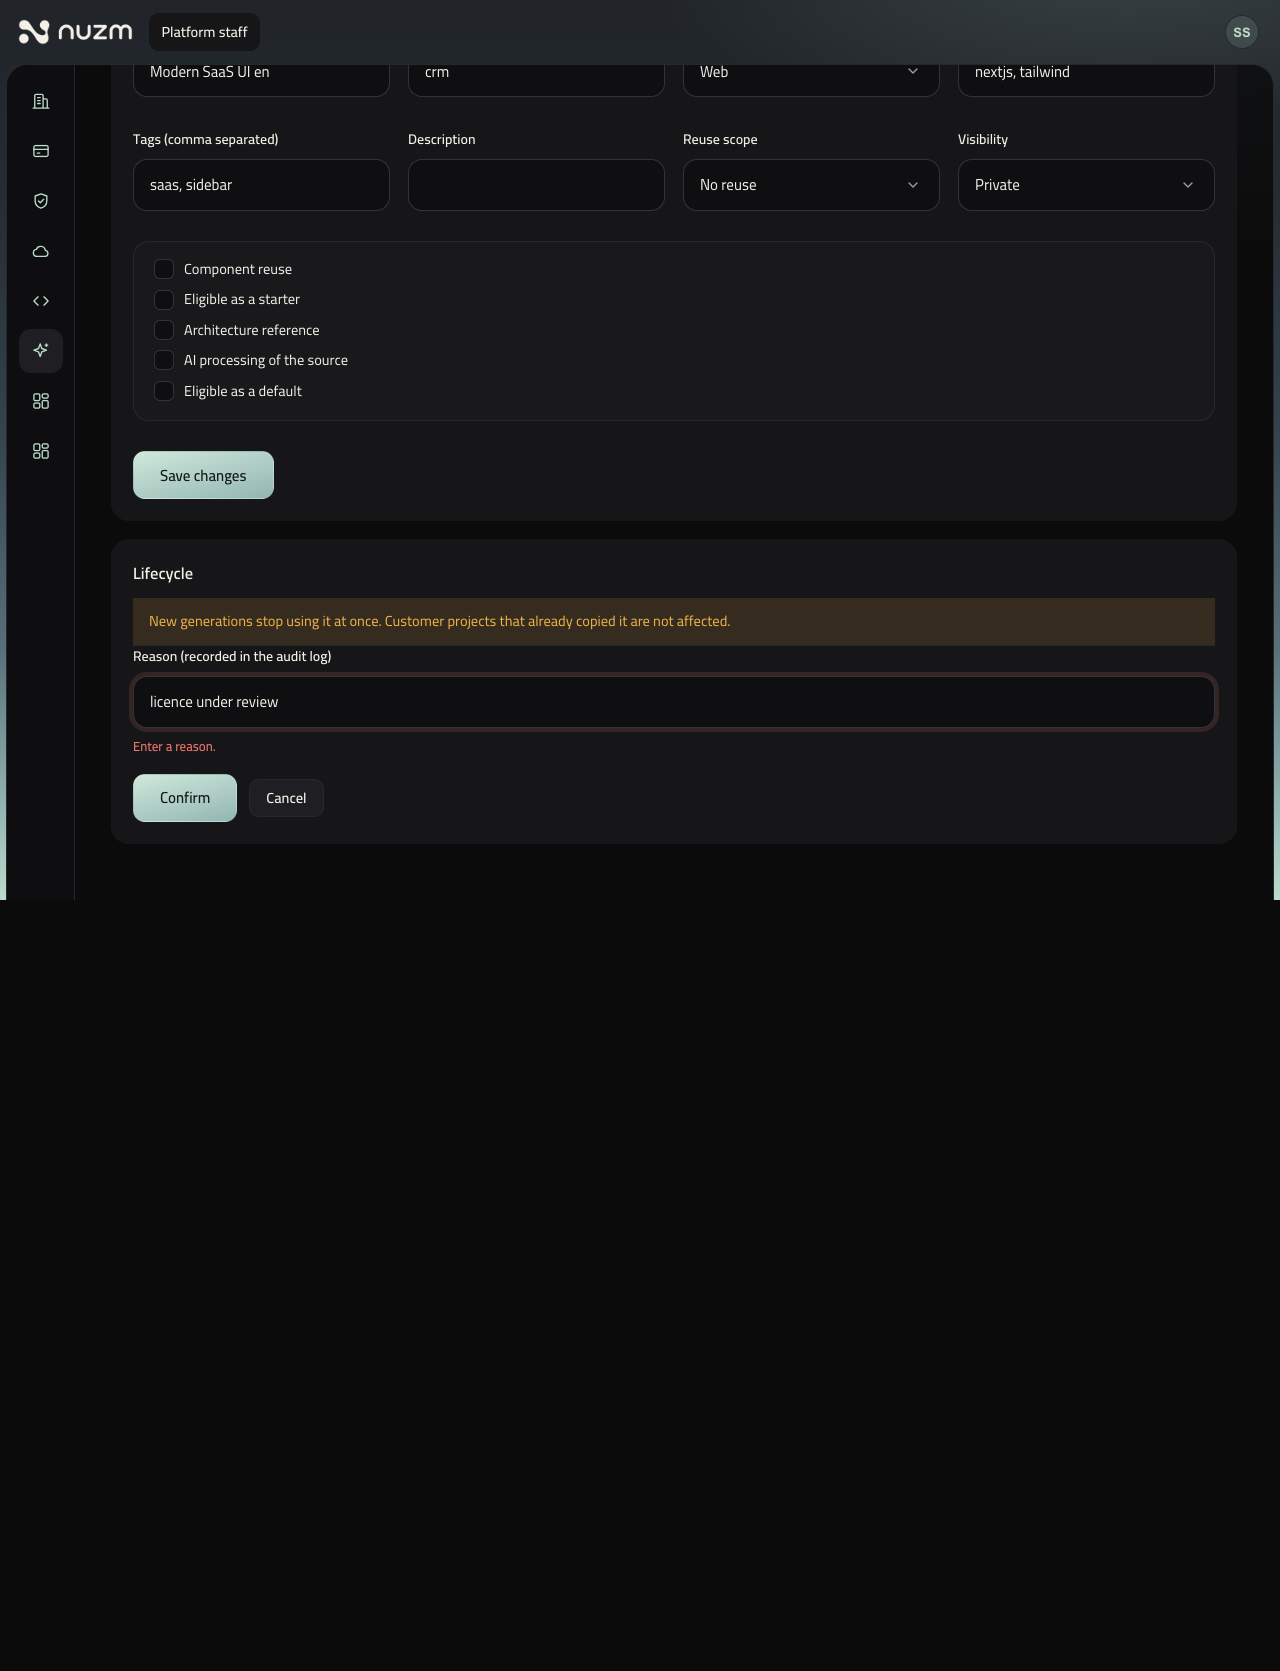 nuzm
Platform staff
SS
Modern SaaS UI en
crm
Web
nextjs, tailwind
Tags (comma separated)
Description
Reuse scope
Visibility
saas, sidebar
No reuse
Private
Component reuse
Eligible as a starter
Architecture reference
AI processing of the source
Eligible as a default
Save changes
Lifecycle
New generations stop using it at once. Customer projects that already copied it are not affected.
Reason (recorded in the audit log)
licence under review
Enter a reason.
Confirm
Cancel